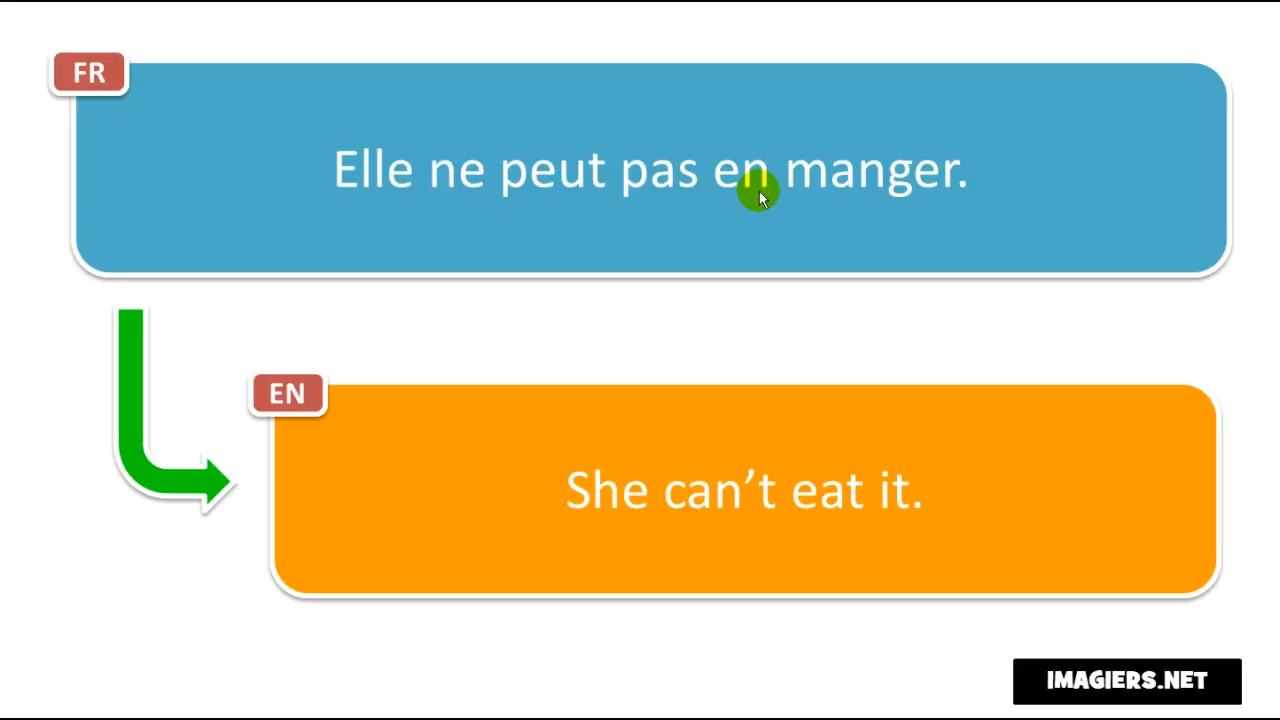 FR
Elle ne peut pas en manger.
EN
She can’t eat it.
IMAGIERS.NET